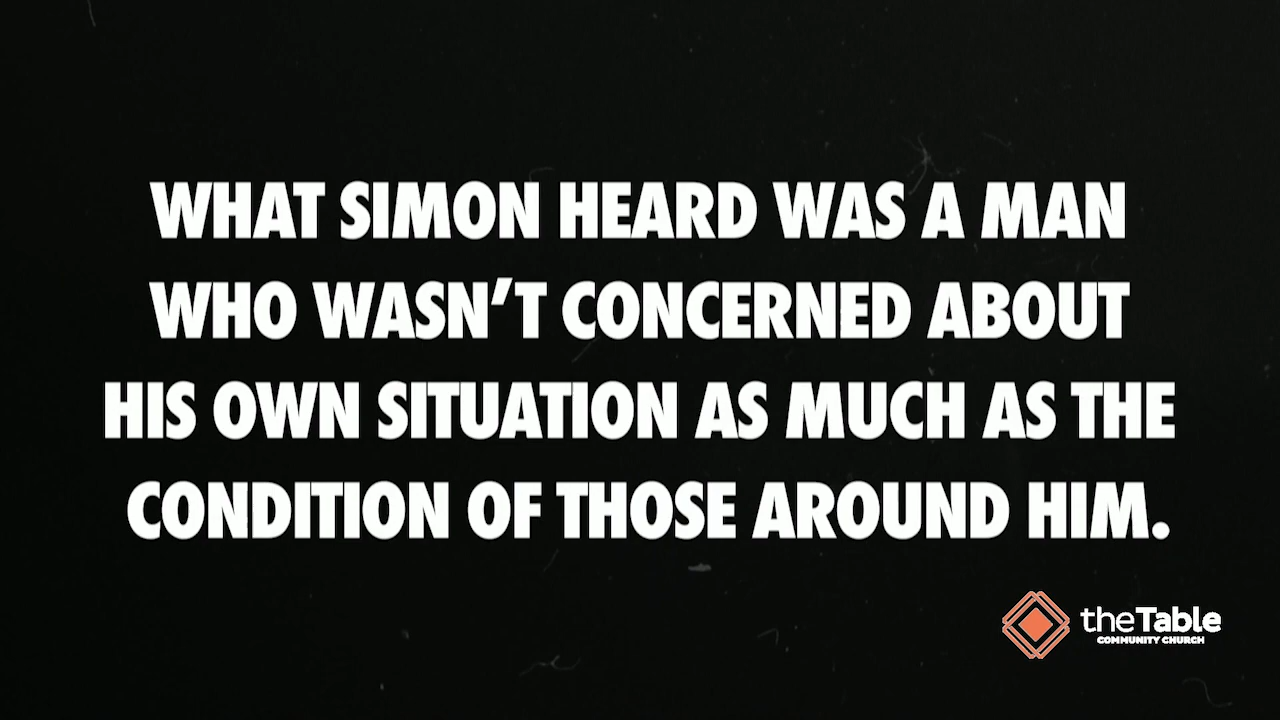 WHAT SIMON HEARD WAS A MAN
WHO WASN'T CONCERNED ABOUT
HIS OWN SITUATION AS MUCH AS THE
CONDITION OF THOSE AROUND HIM.
theTable
COMMUNITY CHURCH